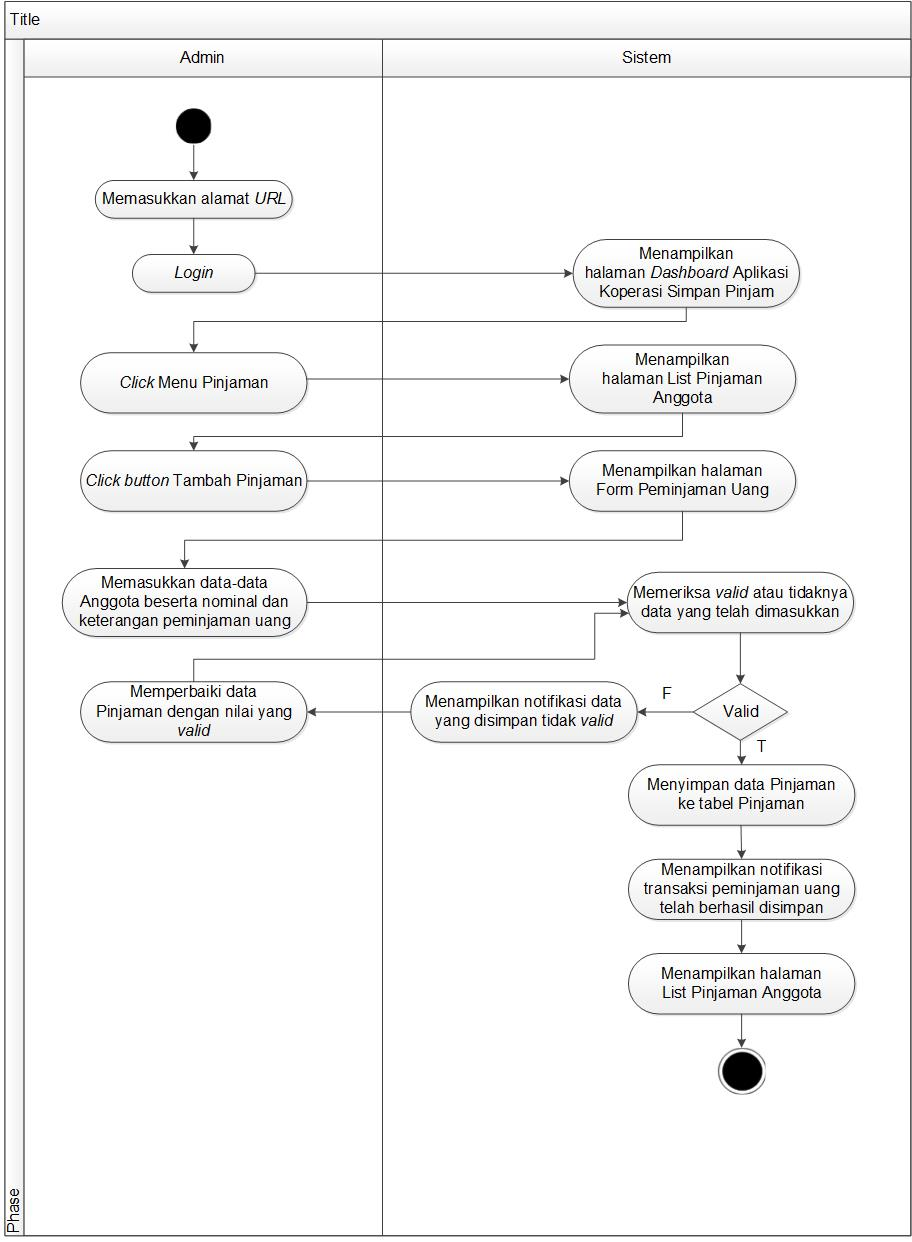 Title
Admin
Sistem
Memasukkan alamat URL
Login
Menampilkan
halaman Dashboard Aplikasi
Koperasi Simpan Pinjam
Click Menu Pinjaman
Menampilkan
halaman List Pinjaman
Anggota
Click button Tambah Pinjaman
Menampilkan halaman
Form Peminjaman Uang
Memasukkan data-data
Anggota beserta nominal dan
keterangan peminjaman uang
Memeriksa valid atau tidaknya
data yang telah dimasukkan
Memperbaiki data
Pinjaman dengan nilai yang
valid
Menampilkan notifikasi data
yang disimpan tidak valid
F
Valid
T
Menyimpan data Pinjaman
ke tabel Pinjaman
Menampilkan notifikasi
transaksi peminjaman uang
telah berhasil disimpan
Menampilkan halaman
List Pinjaman Anggota
Phase